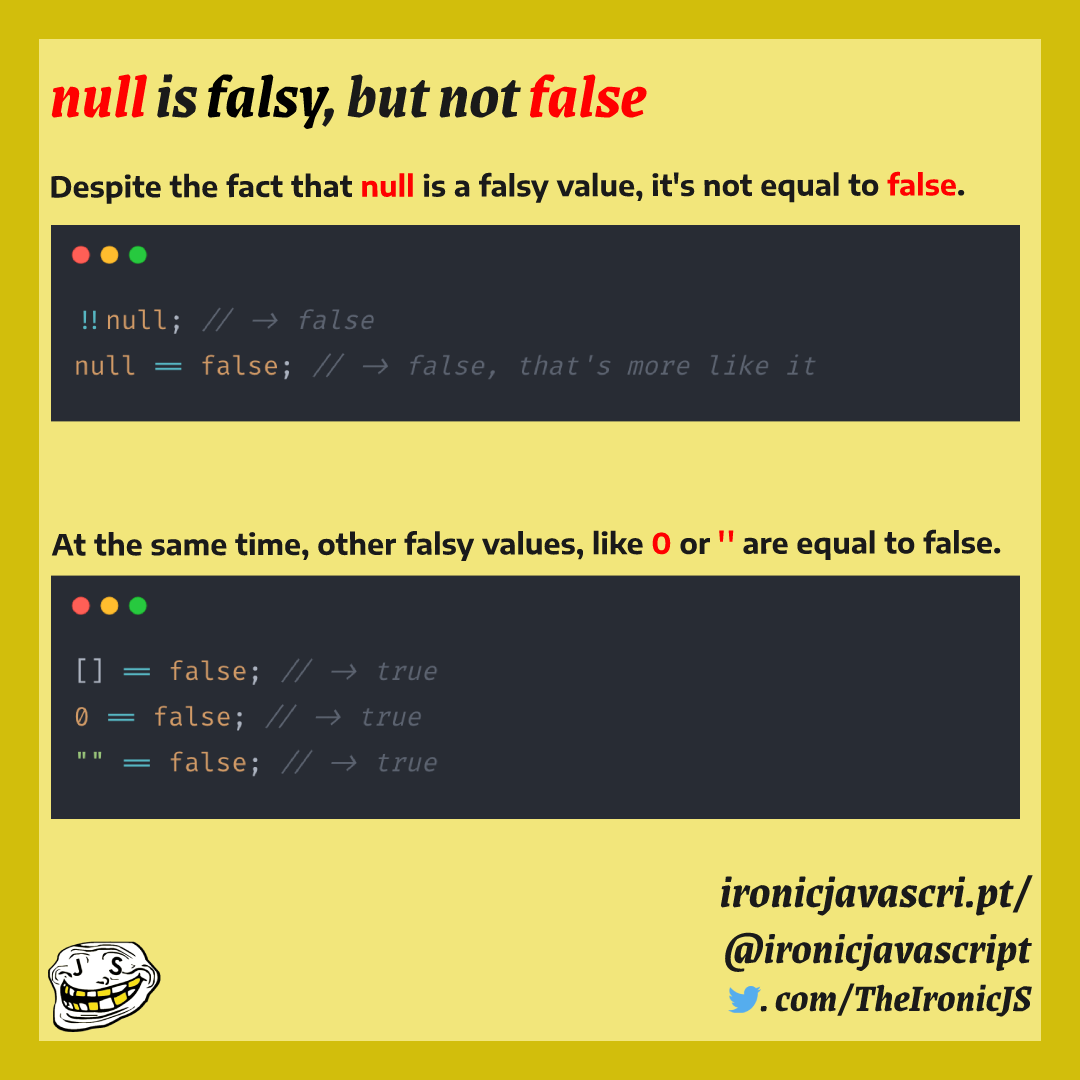 null is falsy, but not false
Despite the fact that null is a falsy value, it's not equal to false.
!!null; // -> false
null == false; // -> false, that's more like it
At the same time, other falsy values, like 0 or '' are equal to false.
[] == false; // -> true
0 == false; // -> true
"" == false; // -> true
ironicjavascri.pt/
@ironicjavascript
. com/TheIronicJS
J S